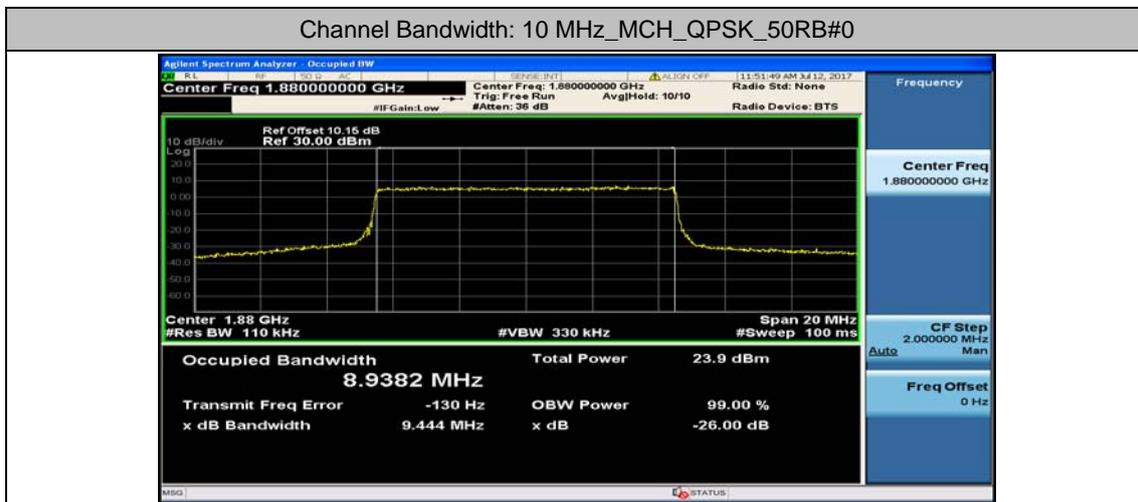 Channel Bandwidth: 10 MHz_MCH_QPSK_50RB#0
Agilent Spectrum Analyzer - Occupied BW
RL RF 50 Ω AC SENSE:INT ALIGN OFF 11:51:49 AM Jul 12, 2017
Center Freq 1.880000000 GHz
Center Freq: 1.880000000 GHz
Radio Std: None
Trig: Free Run Avg|Hold: 10/10
#IFGain:Low #Atten: 36 dB Radio Device: BTS
Ref Offset 10.15 dB
10 dB/div Ref 30.00 dBm
Log
20.0
10.0
0.00
-10.0
-20.0
-30.0
-40.0
-50.0
-60.0
Center 1.88 GHz Span 20 MHz
#Res BW 110 kHz #VBW 330 kHz #Sweep 100 ms
Occupied Bandwidth Total Power 23.9 dBm
8.9382 MHz
Transmit Freq Error -130 Hz OBW Power 99.00 %
x dB Bandwidth 9.444 MHz x dB -26.00 dB
MSG STATUS
Frequency
Center Freq
1.880000000 GHz
CF Step
2.000000 MHz
Auto Man
Freq Offset
0 Hz